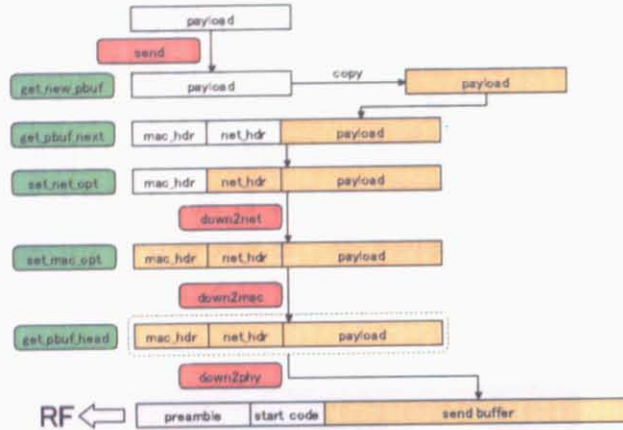 payload
send
get_new_pbuf
payload
copy
payload
get_pbuf_next
mac_hdr
net_hdr
payload
set_net_opt
mac_hdr
net_hdr
payload
down2net
set_mac_opt
mac_hdr
net_hdr
payload
down2mac
get_pbuf_head
mac_hdr
net_hdr
payload
down2phy
RF
preamble
start code
send buffer